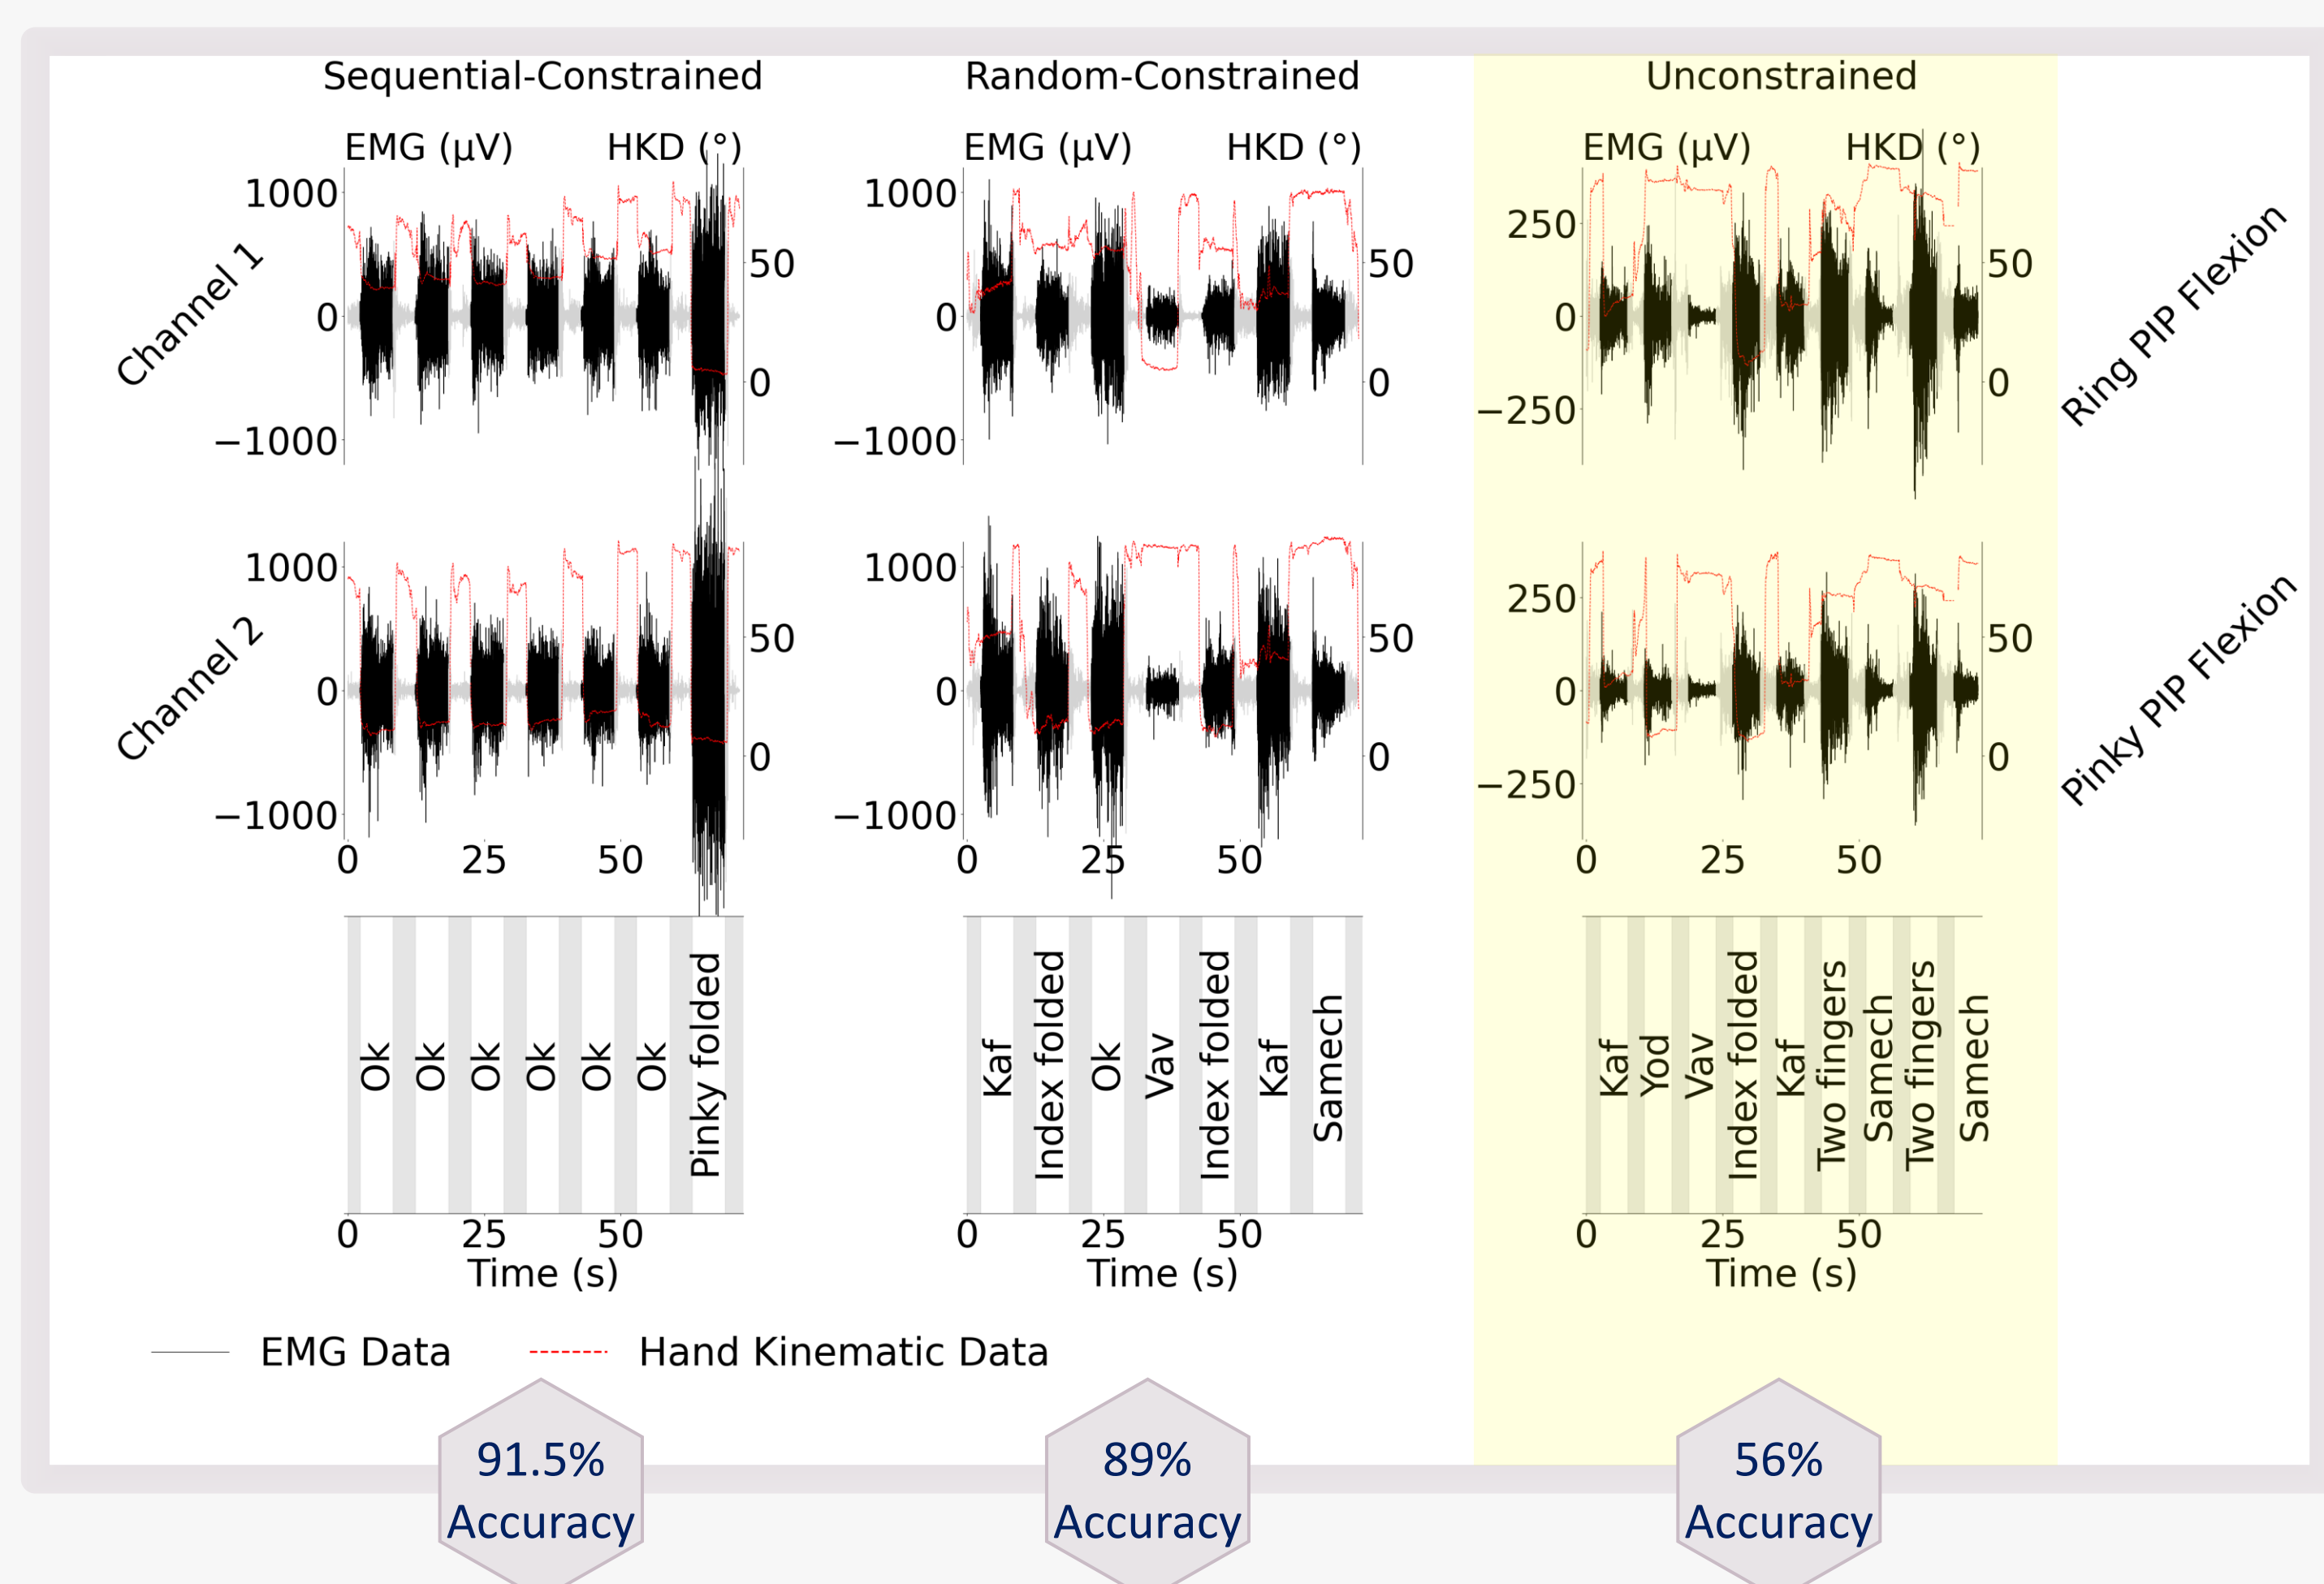 Sequential-Constrained
Random-Constrained
Unconstrained
EMG (µV)
HKD (°)
EMG (µV)
HKD (°)
EMG (µV)
HKD (°)
Channel 1
1000
0
−1000
50
0
1000
0
−1000
50
0
250
0
−250
50
0
Ring PIP Flexion
Channel 2
1000
0
−1000
50
0
0
25
50
1000
0
−1000
50
0
0
25
50
250
0
−250
50
0
0
25
50
Pinky PIP Flexion
Ok
Ok
Ok
Ok
Ok
Ok
Pinky folded
0
25
50
Time (s)
Kaf
Index folded
Ok
Vav
Index folded
Kaf
Samech
0
25
50
Time (s)
Kaf
Yod
Vav
Index folded
Kaf
Two fingers
Samech
Two fingers
Samech
0
25
50
Time (s)
EMG Data
Hand Kinematic Data
91.5%
Accuracy
89%
Accuracy
56%
Accuracy